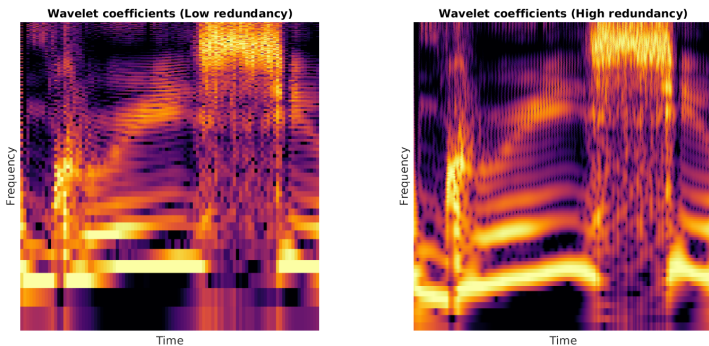 Wavelet coefficients (Low redundancy)
Frequency
Time
Wavelet coefficients (High redundancy)
Frequency
Time